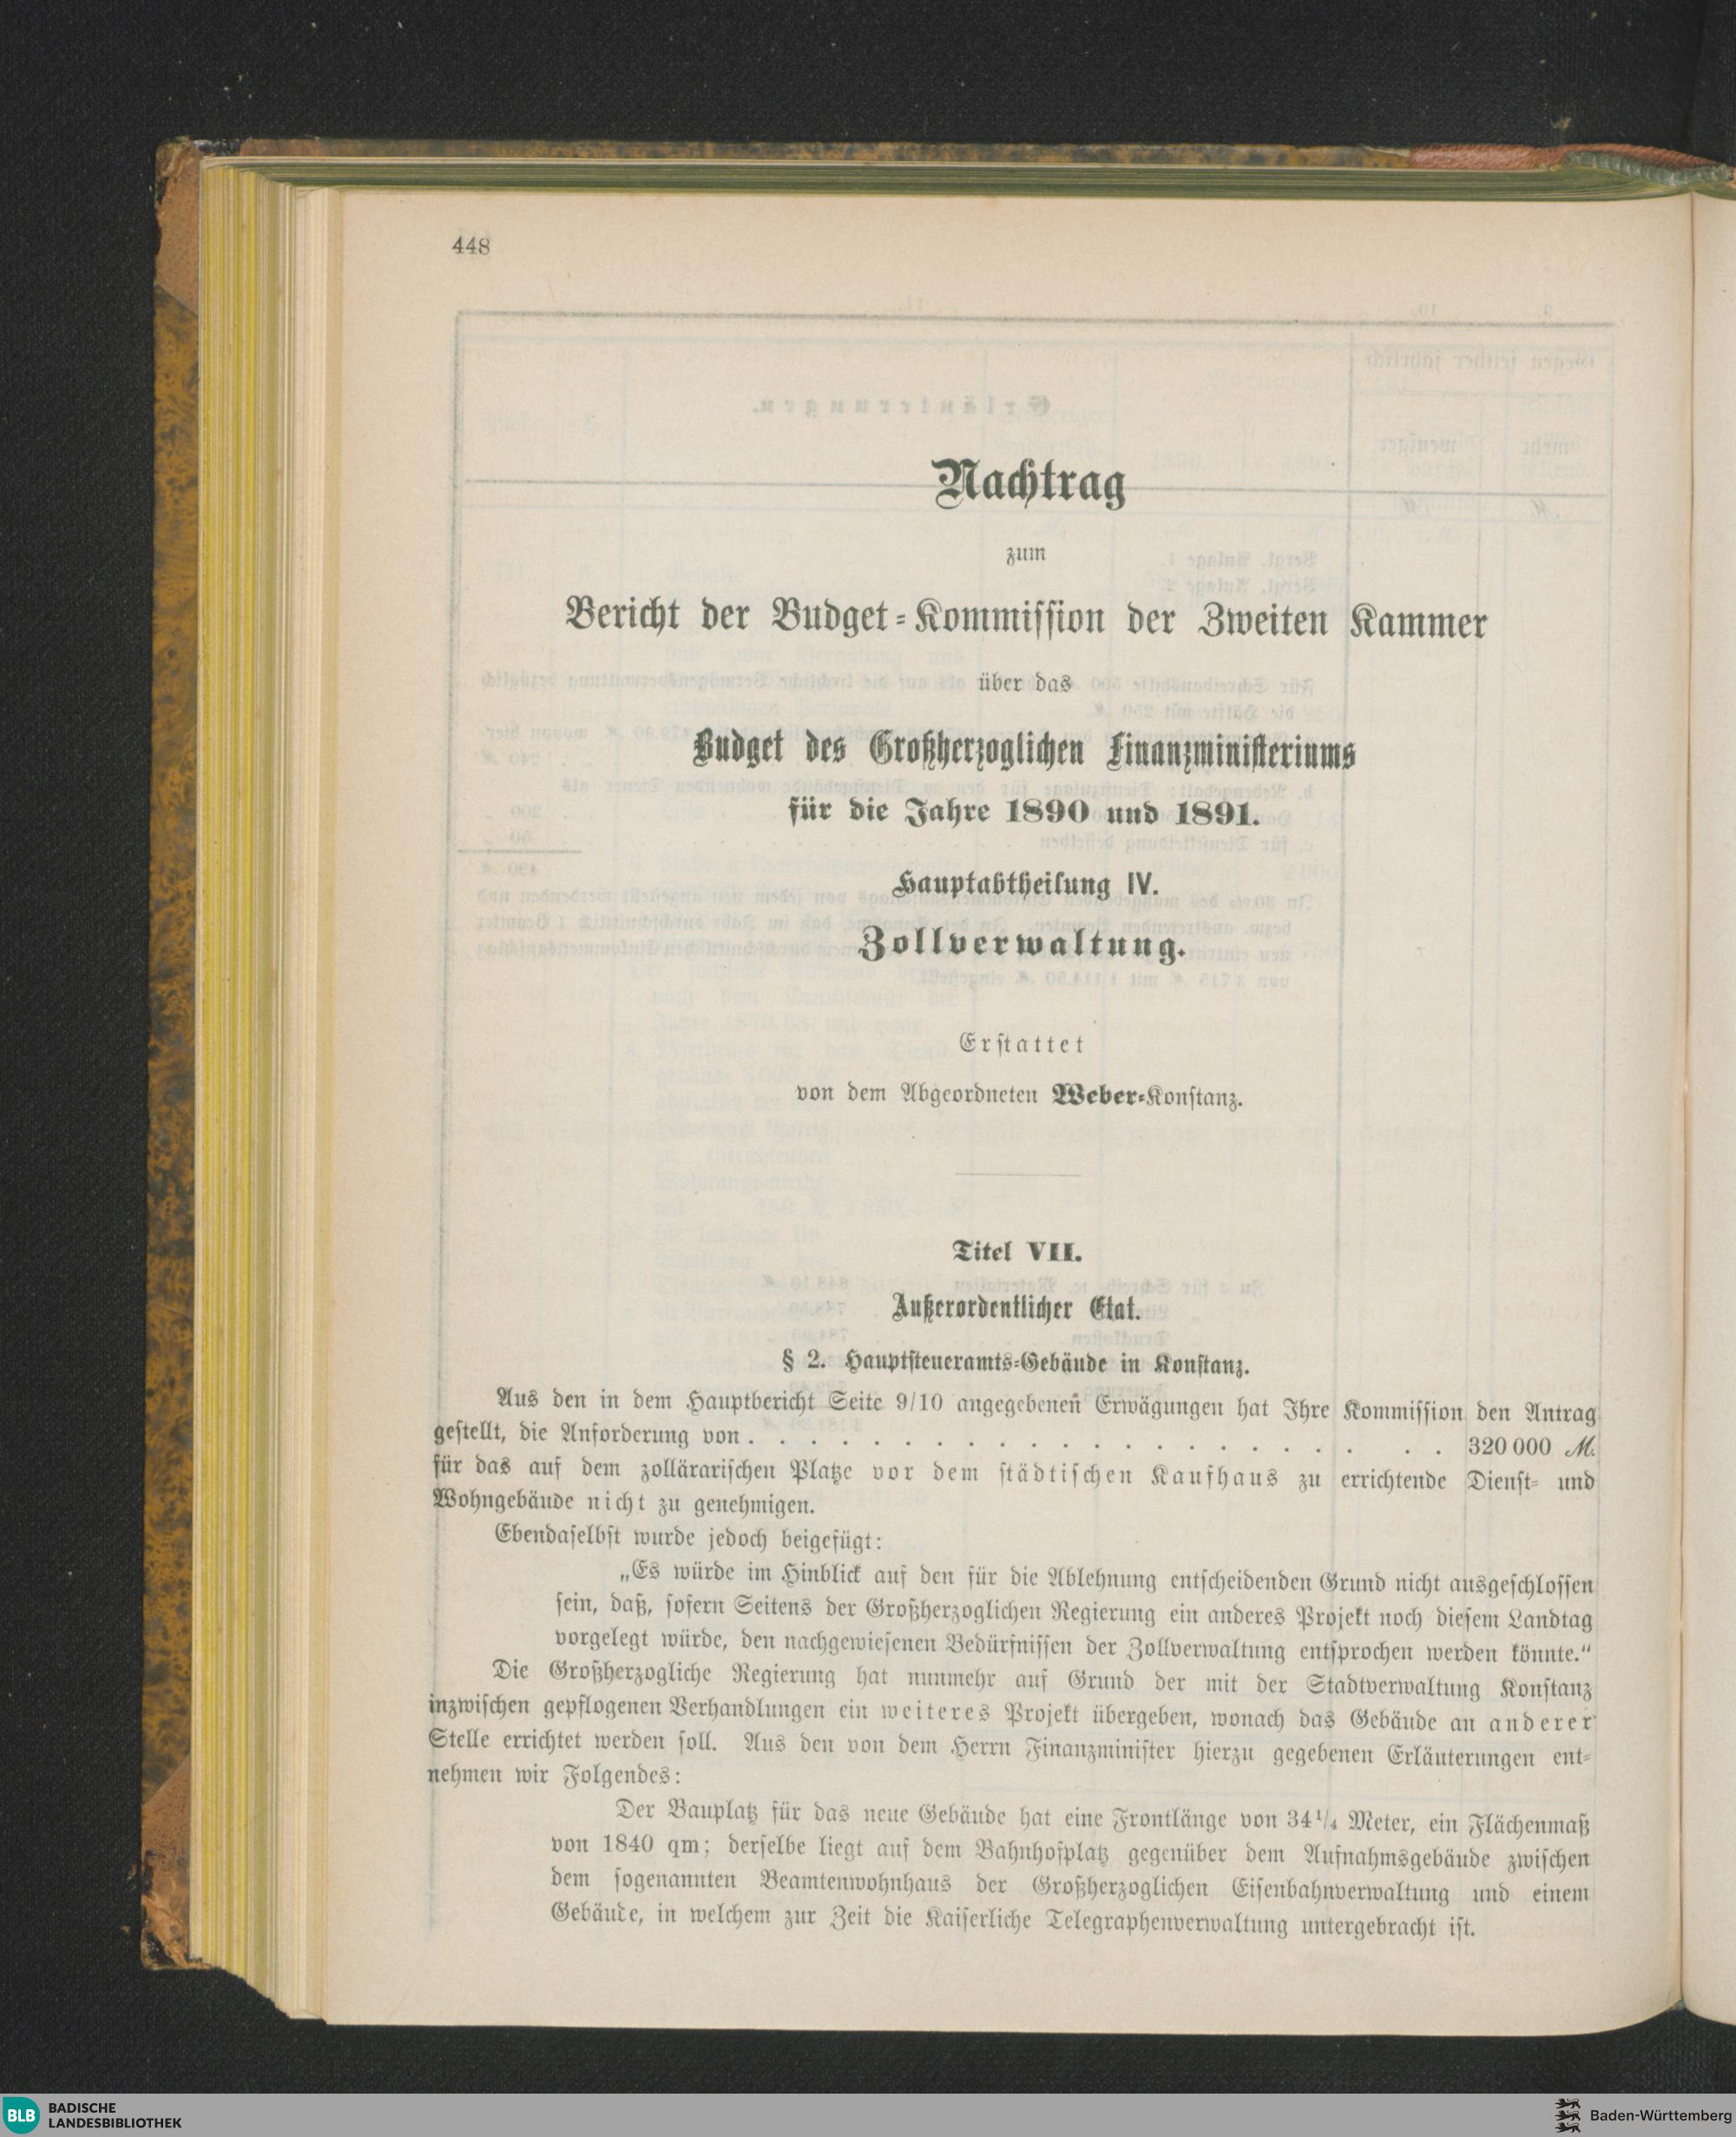 448
Nachtrag
zum
Bericht der Budget-Kommission der Zweiten Kammer
über das
Budget des Großherzoglichen Finanzministeriums
für die Jahre 1890 und 1891.
Hauptabtheilung IV.
Zollverwaltung.
Erstattet
von dem Abgeordneten Weber-Konstanz.
Titel VII.
Außerordentlicher Etat.
§ 2. Hauptsteueramts-Gebäude in Konstanz.
Aus den in dem Hauptbericht Seite 9/10 angegebenen Erwägungen hat Ihre Kommission den Antrag
gestellt, die Anforderung von . . . . . . . . . . . . . . . . . . . . . . 320 000 M.
für das auf dem zollärarischen Platze vor dem städtischen Kaufhaus zu errichtende Dienst- und
Wohngebäude nicht zu genehmigen.
Ebendaselbst wurde jedoch beigefügt:
„Es würde im Hinblick auf den für die Ablehnung entscheidenden Grund nicht ausgeschlossen
sein, daß, sofern Seitens der Großherzoglichen Regierung ein anderes Projekt noch diesem Landtag
vorgelegt würde, den nachgewiesenen Bedürfnissen der Zollverwaltung entsprochen werden könnte.“
Die Großherzogliche Regierung hat nunmehr auf Grund der mit der Stadtverwaltung Konstanz
inzwischen gepflogenen Verhandlungen ein weiteres Projekt übergeben, wonach das Gebäude an anderer
Stelle errichtet werden soll. Aus den von dem Herrn Finanzminister hierzu gegebenen Erläuterungen ent-
nehmen wir Folgendes:
Der Bauplatz für das neue Gebäude hat eine Frontlänge von 34 1/4 Meter, ein Flächenmaß
von 1840 qm; derselbe liegt auf dem Bahnhofplatz gegenüber dem Aufnahmsgebäude zwischen
dem sogenannten Beamtenwohnhaus der Großherzoglichen Eisenbahnverwaltung und einem
Gebäude, in welchem zur Zeit die Kaiserliche Telegraphenverwaltung untergebracht ist.
BLB BADISCHE
LANDESBIBLIOTHEK
Baden-Württemberg